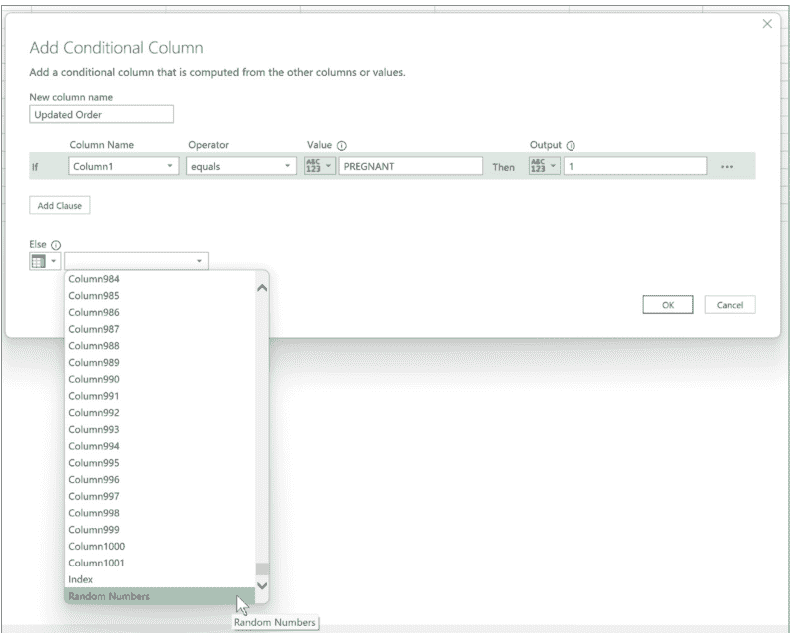 Add Conditional Column
Add a conditional column that is computed from the other columns or values.
New column name
Updated Order
Column Name Operator Value Output
If Column1 equals ABC 123 PREGNANT Then ABC 123 1 ...
Add Clause
Else
Column984
Column985
Column986
Column987
Column988
Column989
Column990
Column991
Column992
Column993
Column994
Column995
Column996
Column997
Column998
Column999
Column1000
Column1001
Index
Random Numbers
Random Numbers
OK Cancel